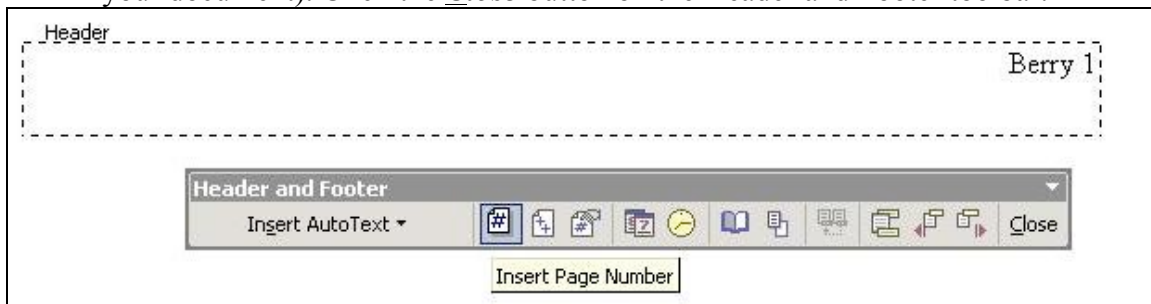 your document). Click the Close button on the Header and Footer toolbar.
Header
Berry 1
Header and Footer
Insert AutoText
Close
Insert Page Number